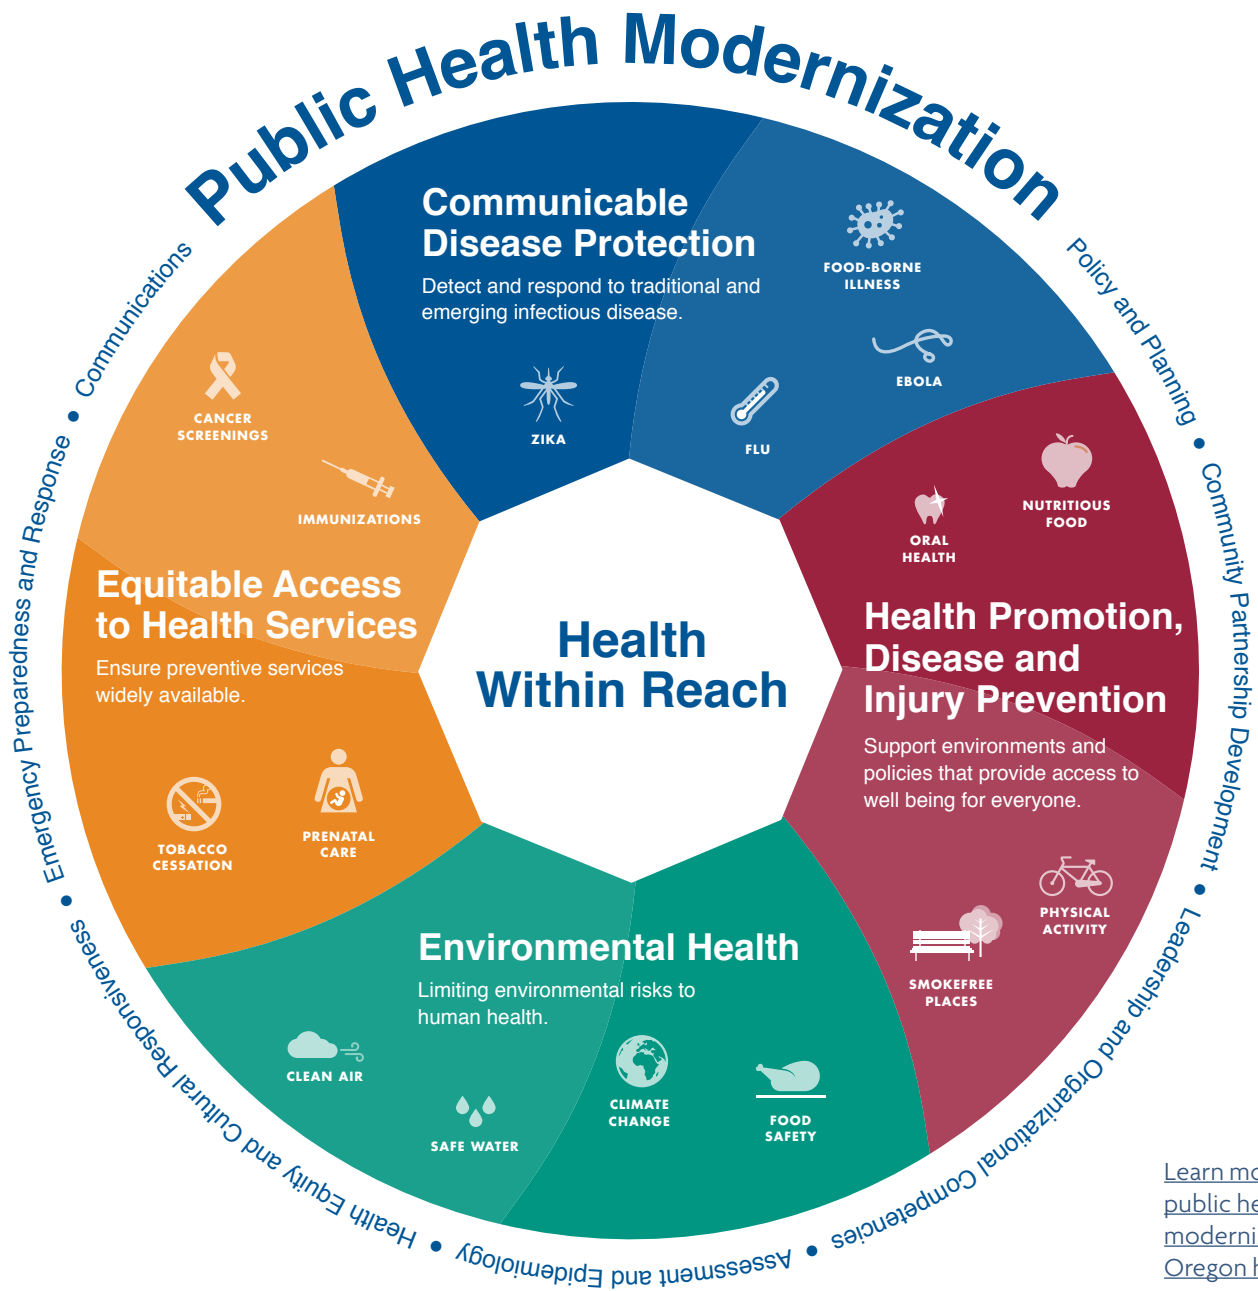 Public Health Modernization
Communicable
Disease Protection
Detect and respond to traditional and
emerging infectious disease.
ZIKA
FLU
FOOD-BORNE
ILLNESS
EBOLA
ORAL
HEALTH
NUTRITIOUS
FOOD
Health Promotion,
Disease and
Injury Prevention
Support environments and
policies that provide access to
well being for everyone.
PHYSICAL
ACTIVITY
SMOKEFREE
PLACES
Environmental Health
Limiting environmental risks to
human health.
CLEAN AIR
SAFE WATER
CLIMATE
CHANGE
FOOD
SAFETY
CANCER
SCREENINGS
IMMUNIZATIONS
Equitable Access
to Health Services
Ensure preventive services
widely available.
TOBACCO
CESSATION
PRENATAL
CARE
Health
Within Reach
Policy and Planning • Community Partnership Development • Leadership and Organizational Competencies • Assessment and Epidemiology • Health Equity and Cultural Responsiveness • Emergency Preparedness and Response • Communications
Learn
public
Oregon